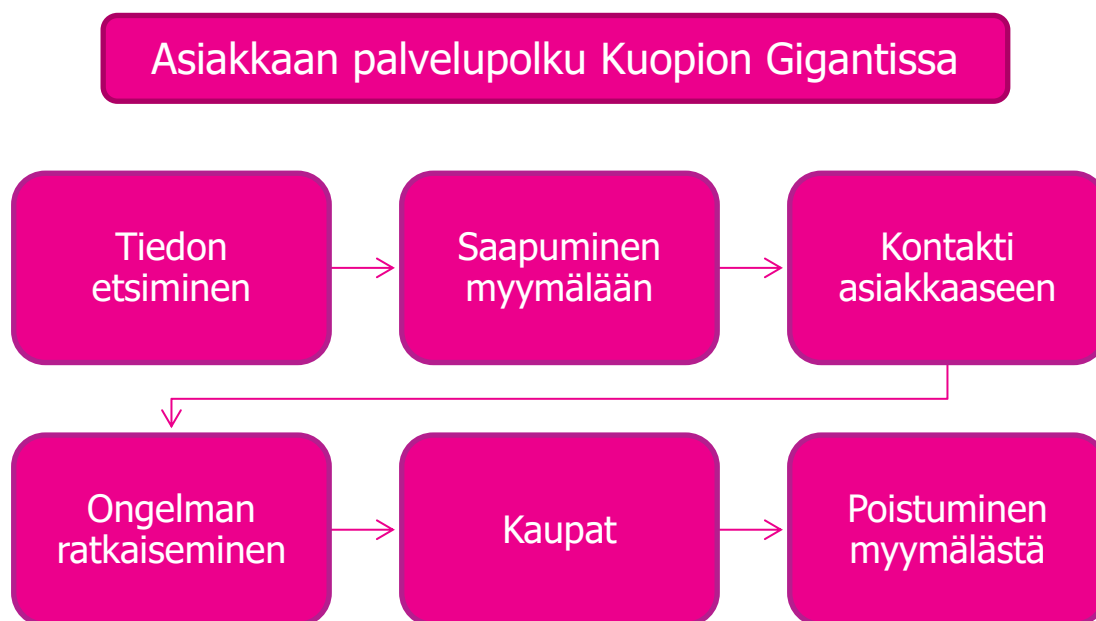 Asiakkaan palvelupolku Kuopion Gigantissa
Tiedon
etsiminen
Saapuminen
myymälään
Kontakti
asiakkaaseen
Ongelman
ratkaiseminen
Kaupat
Poistuminen
myymälästä